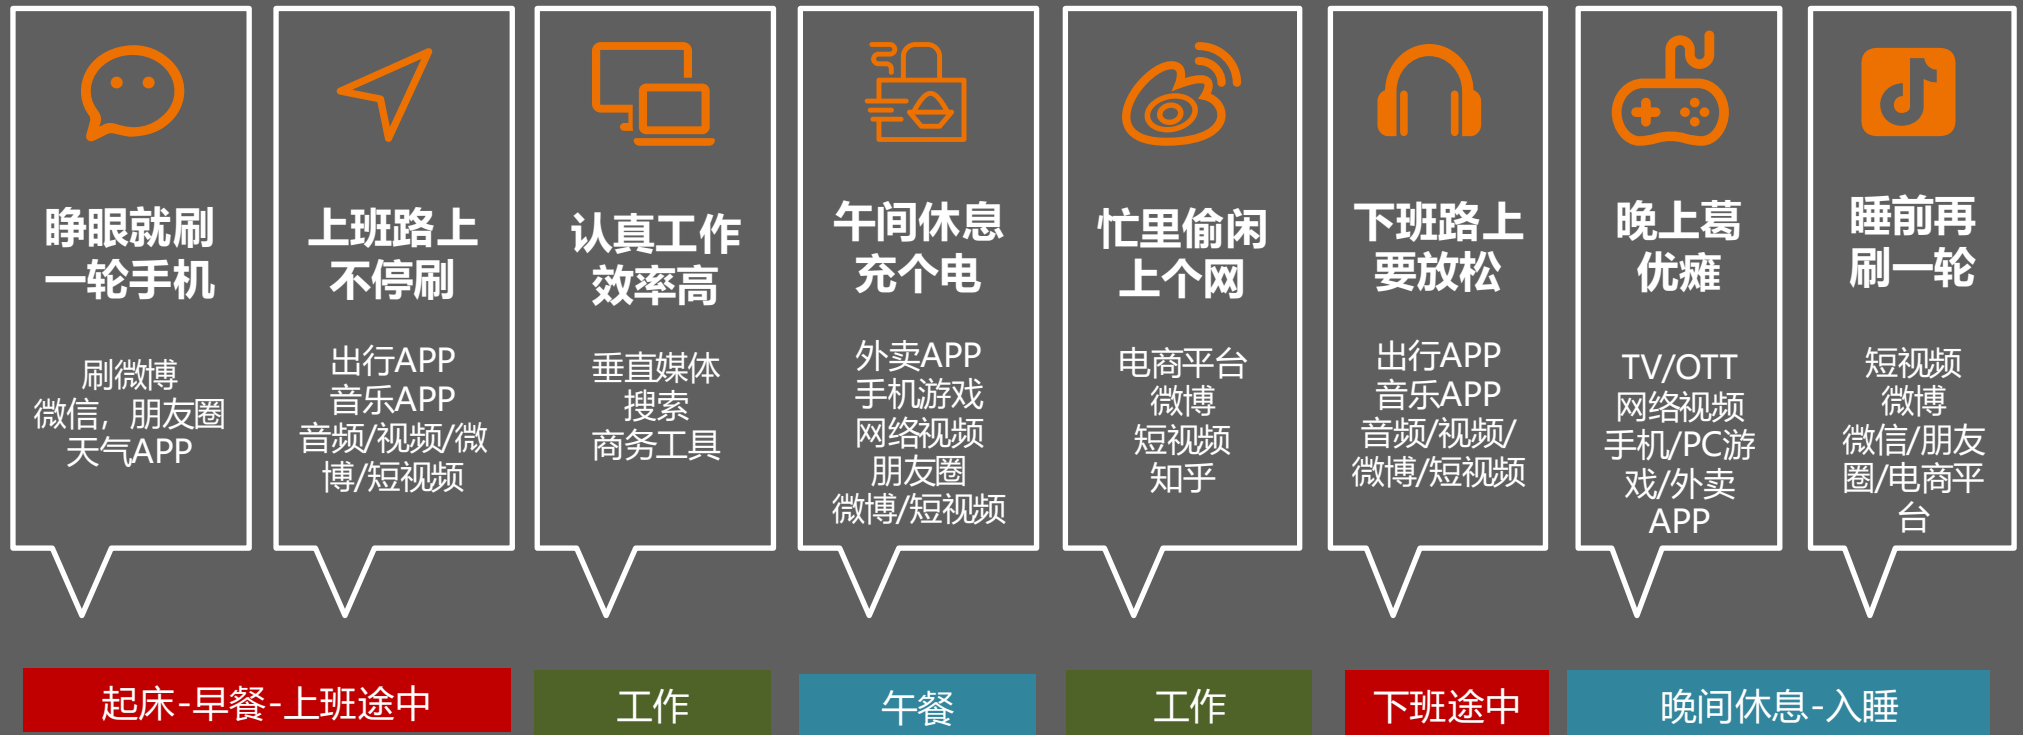 睁眼就刷
一轮手机
刷微博
微信，朋友圈
天气APP
上班路上
不停刷
出行APP
音乐APP
音频/视频/微
博/短视频
认真工作
效率高
垂直媒体
搜索
商务工具
午间休息
充个电
外卖APP
手机游戏
网络视频
朋友圈
微博/短视频
忙里偷闲
上个网
电商平台
微博
短视频
知乎
下班路上
要放松
出行APP
音乐APP
音频/视频/
微博/短视频
晚上葛
优瘫
TV/OTT
网络视频
手机/PC游
戏/外卖
APP
睡前再
刷一轮
短视频
微博
微信/朋友
圈/电商平
台
起床-早餐-上班途中
工作
午餐
工作
下班途中
晚间休息-入睡